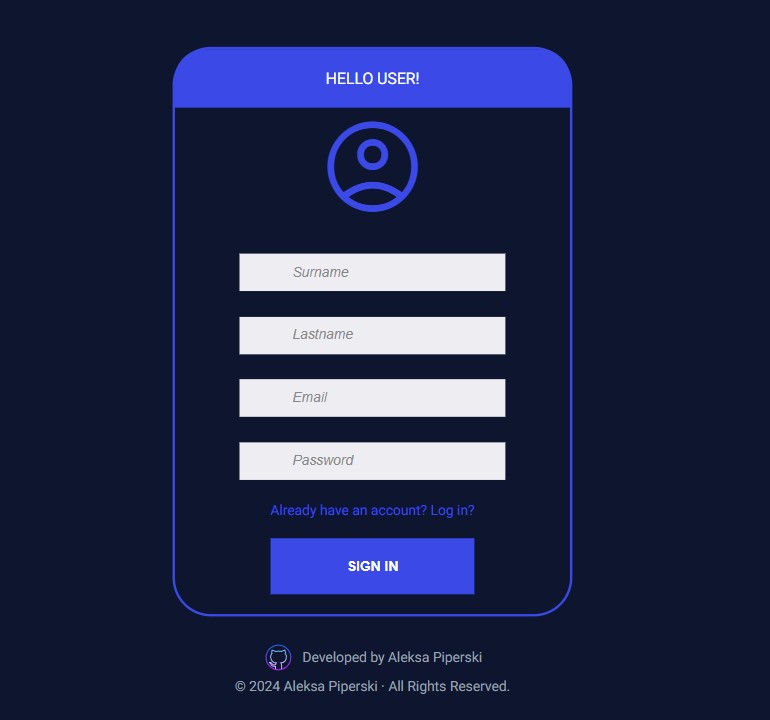 HELLO USER!
Surname
Lastname
Email
Password
Already have an account? Log in?
SIGN IN
Developed by Aleksa Piperski
© 2024 Aleksa Piperski · All Rights Reserved.